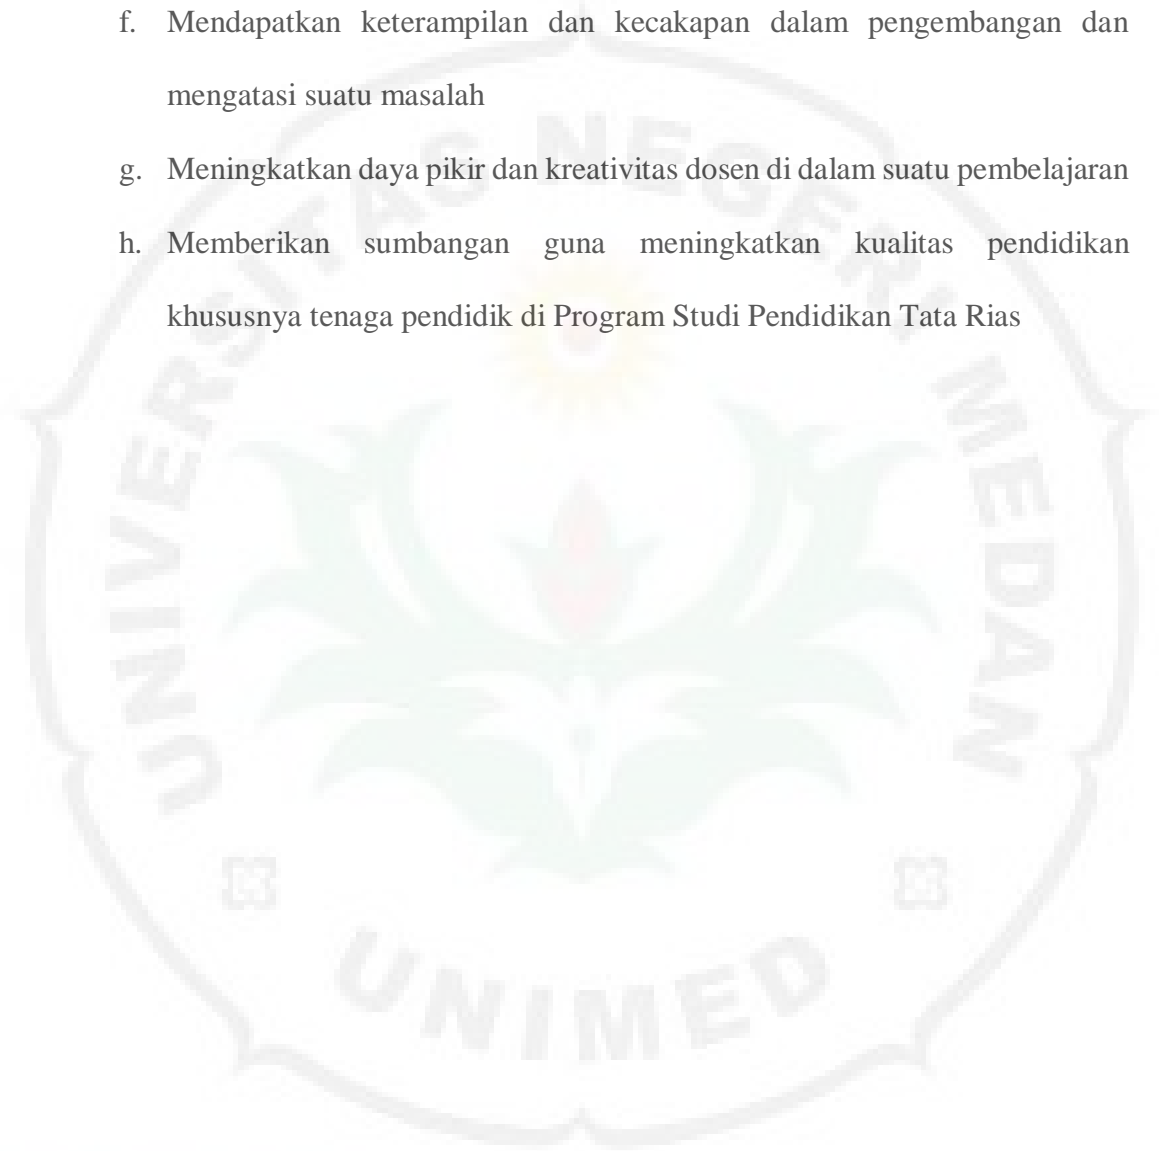 f. Mendapatkan keterampilan dan kecakapan dalam pengembangan dan
mengatasi suatu masalah
g. Meningkatkan daya pikir dan kreativitas dosen di dalam suatu pembelajaran
h. Memberikan sumbangan guna meningkatkan kualitas pendidikan
khususnya tenaga pendidik di Program Studi Pendidikan Tata Rias
UNIVERSITAS NEGERI MEDAN
UNIMED